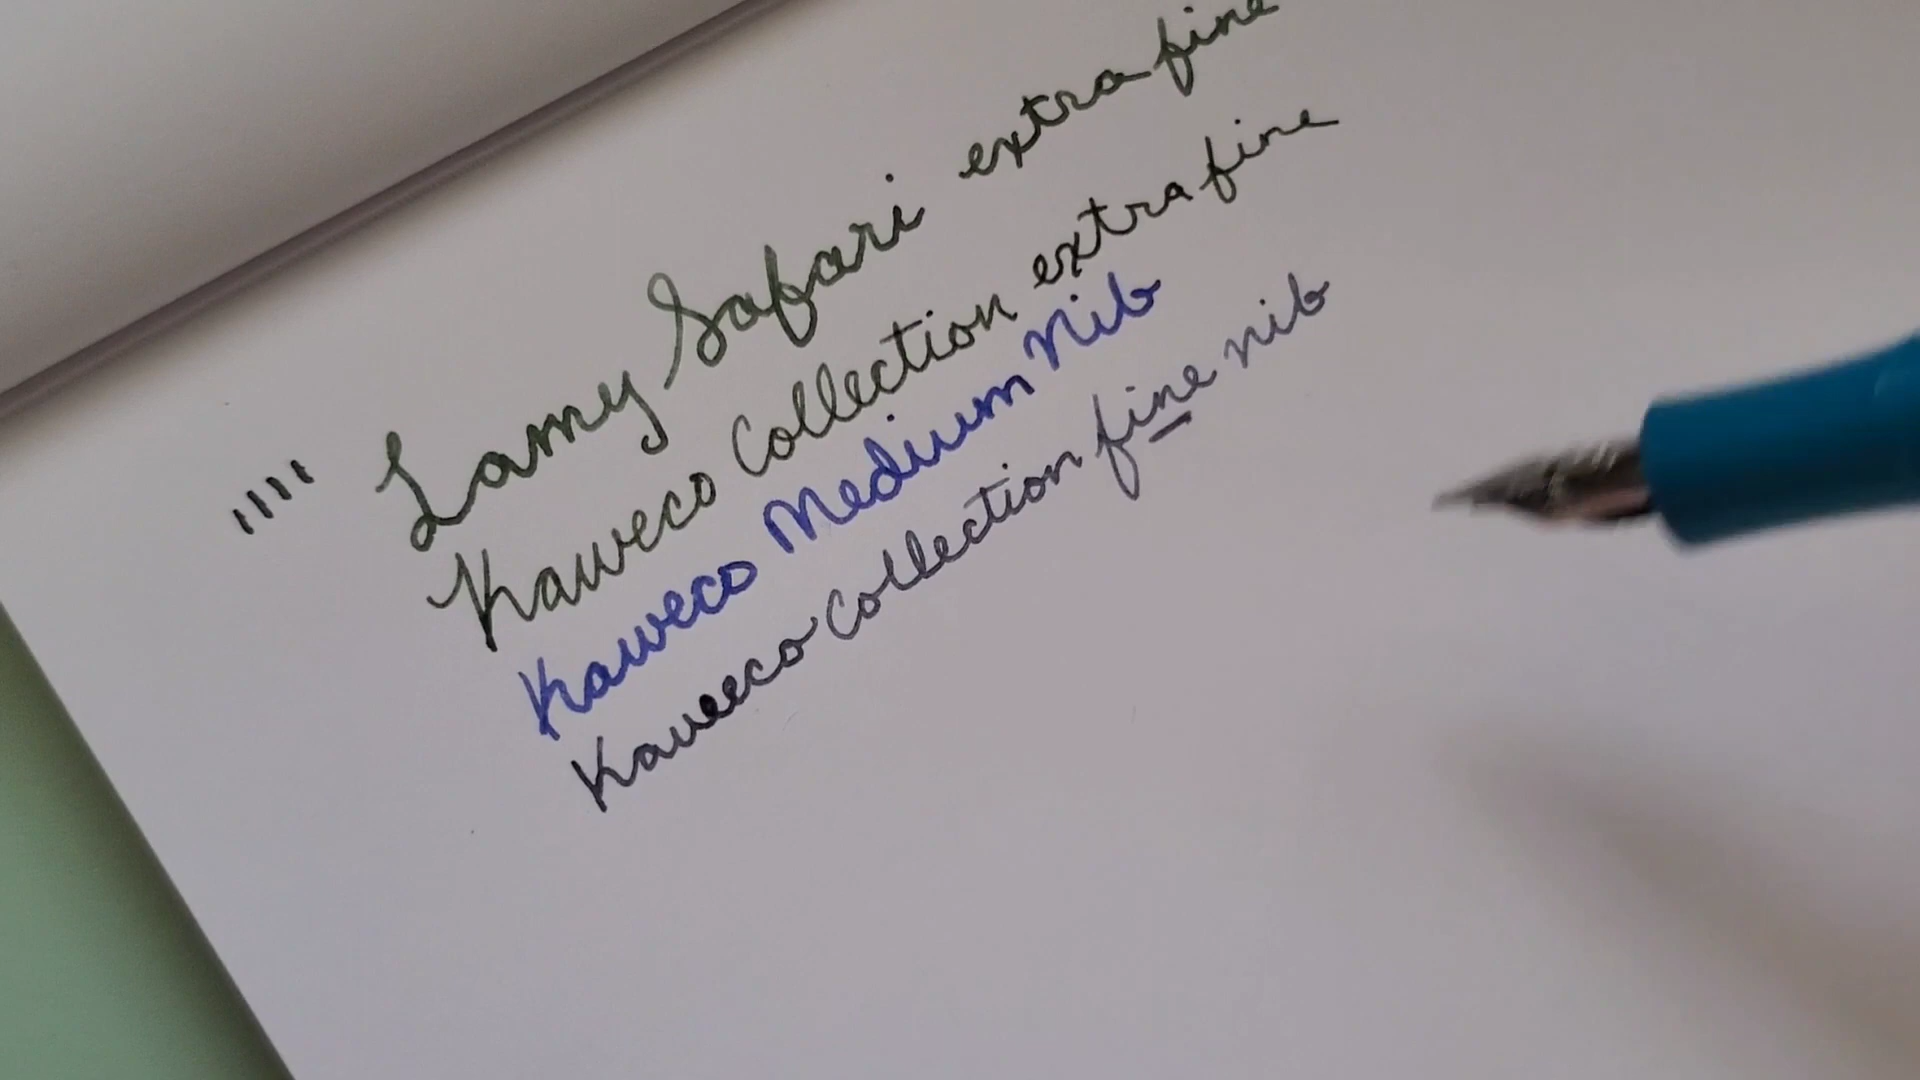 Lamy Safari extra fine
Kaweco Collection extra fine
Kaweco Medium Nib
Kaweco Collection fine nib